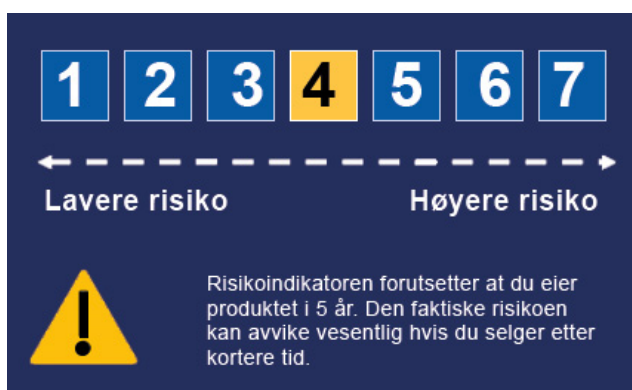 1 2 3 4 5 6 7
Lavere risiko Høyere risiko
Risikoindikatoren forutsetter at du eier
produktet i 5 år. Den faktiske risikoen
kan avvike vesentlig hvis du selger etter
kortere tid.